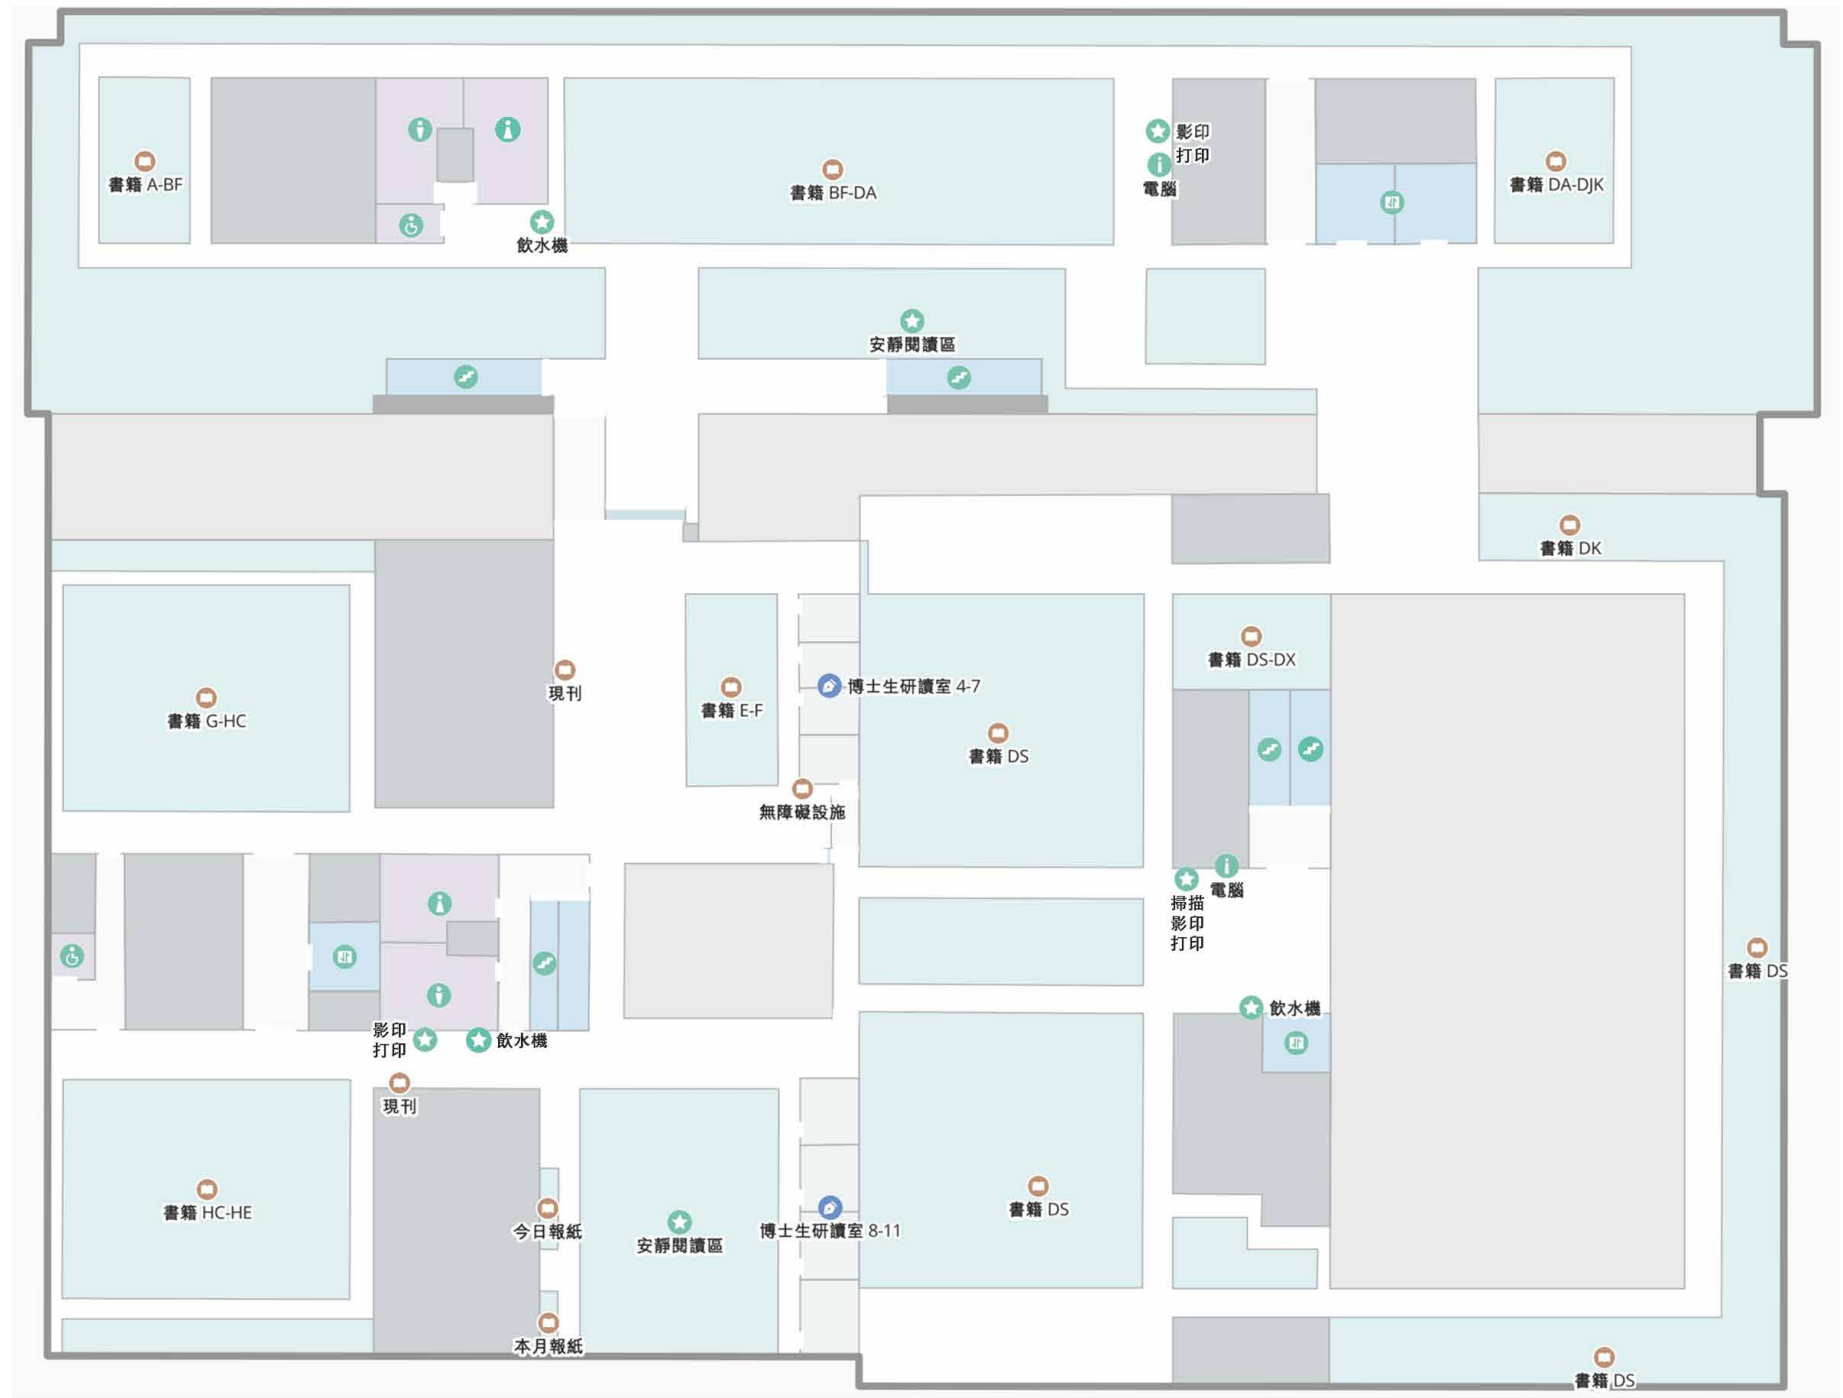 書籍 A-BF
飲水機
書籍 BF-DA
影印
打印
電腦
書籍 DA-DJK
安靜閱讀區
書籍 DK
書籍 G-HC
現刊
書籍 E-F
博士生研讀室 4-7
無障礙設施
書籍 DS
書籍 DS-DX
電腦
掃描
影印
打印
書籍 DS
飲水機
影印
打印
飲水機
現刊
書籍 HC-HE
今日報紙
本月報紙
安靜閱讀區
博士生研讀室 8-11
書籍 DS
書籍 DS